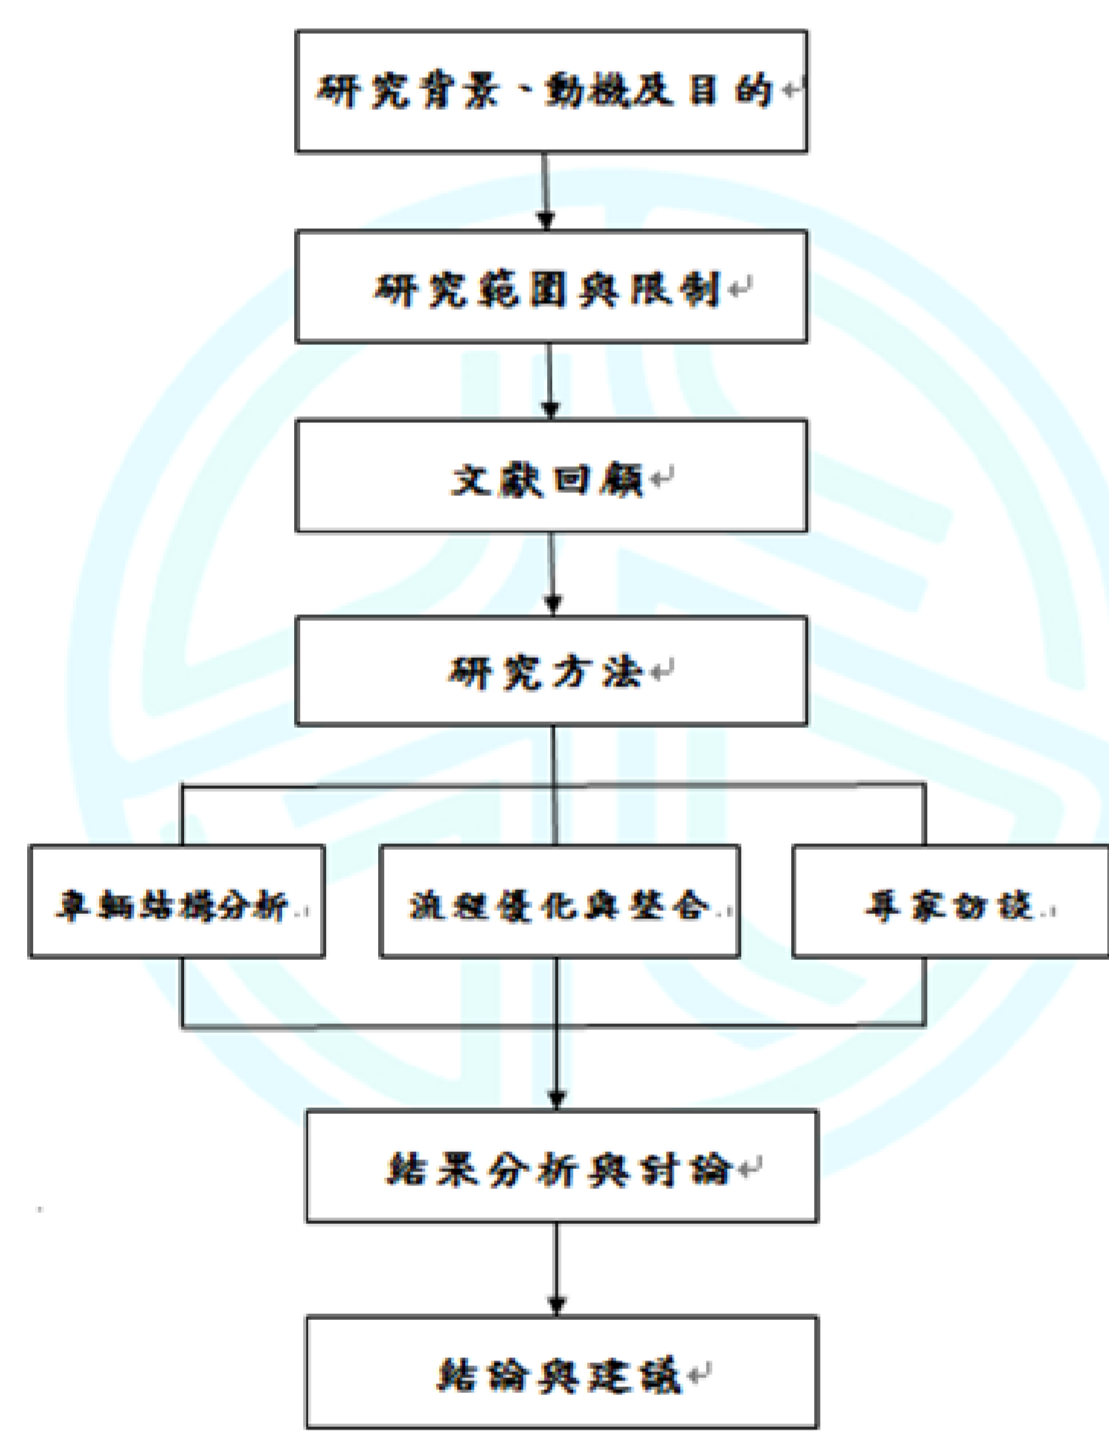 研究背景、動機及目的
研究範圍與限制
文獻回顧
研究方法
車輛結構分析
流程優化與整合
專家訪談
結果分析與討論
結論與建議